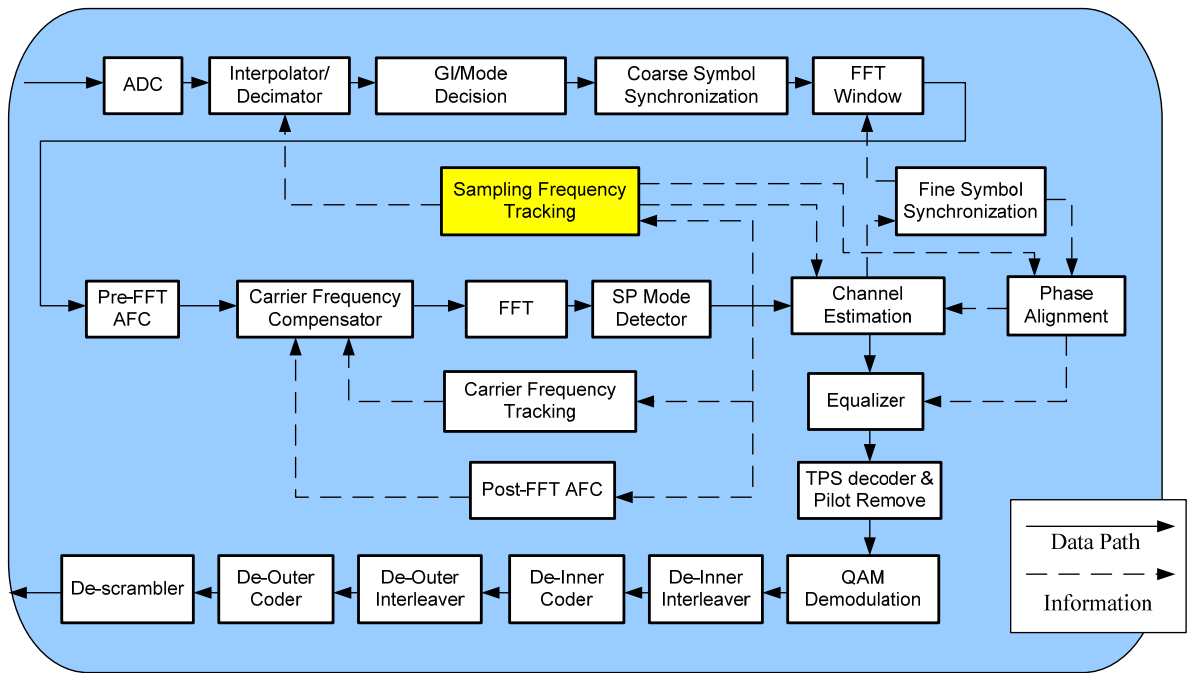 ADC
Interpolator/
Decimator
GI/Mode
Decision
Coarse Symbol
Synchronization
FFT
Window
Sampling Frequency
Tracking
Fine Symbol
Synchronization
Pre-FFT
AFC
Carrier Frequency
Compensator
FFT
SP Mode
Detector
Channel
Estimation
Phase
Alignment
Carrier Frequency
Tracking
Equalizer
Post-FFT AFC
TPS decoder &
Pilot Remove
De-scrambler
De-Outer
Coder
De-Outer
Interleaver
De-Inner
Coder
De-Inner
Interleaver
QAM
Demodulation
Data Path
Information